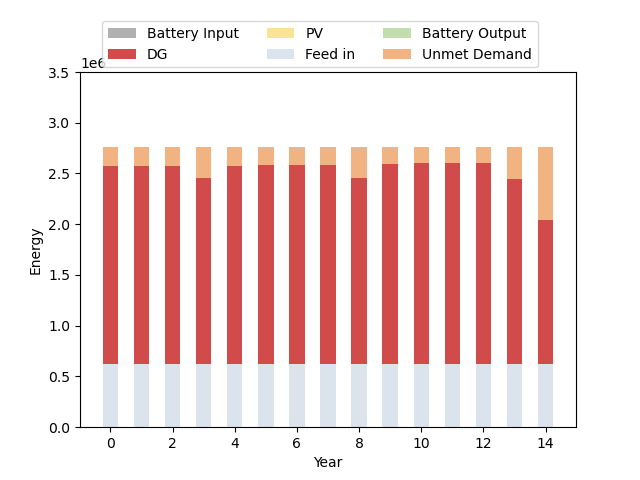 Battery Input PV Battery Output
DG Feed in Unmet Demand
1e6
3.5
3.0
2.5
2.0
1.5
1.0
0.5
0.0
Energy
0 2 4 6 8 10 12 14
Year